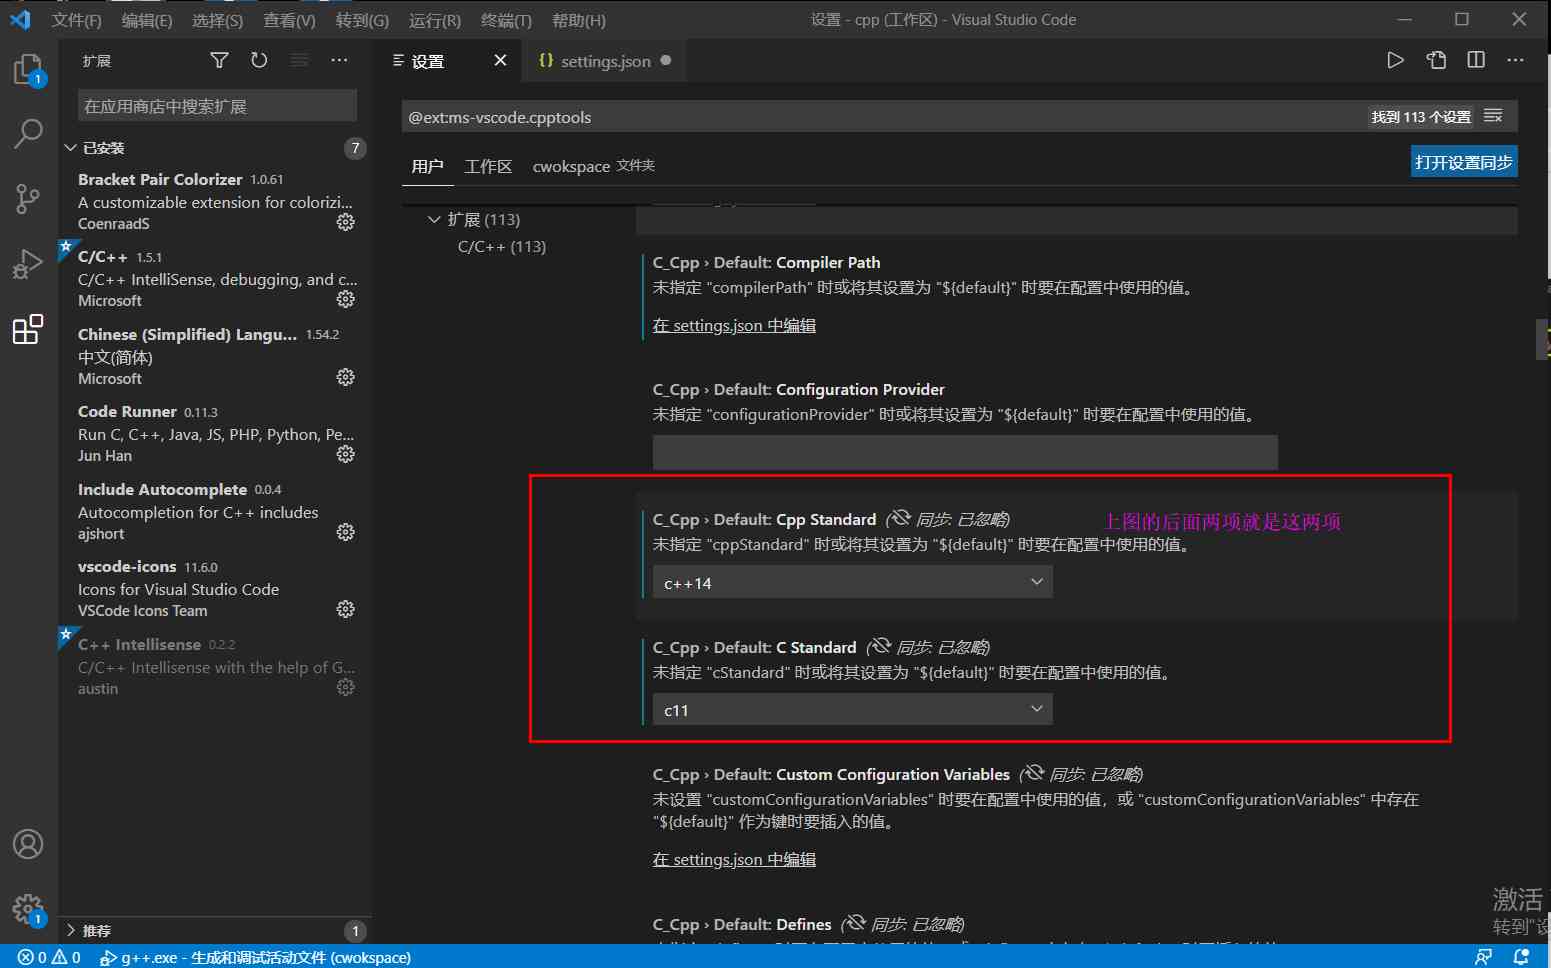 文件(F) 编辑(E) 选择(S) 查看(V) 转到(G) 运行(R) 终端(T) 帮助(H) 设置 - cpp (工作区) - Visual Studio Code
扩展
在应用商店中搜索扩展
已安装 7
Bracket Pair Colorizer 1.0.61
A customizable extension for colorizi...
CoenraadS
C/C++ 1.5.1
C/C++ IntelliSense, debugging, and c...
Microsoft
Chinese (Simplified) Langu... 1.54.2
中文(简体)
Microsoft
Code Runner 0.11.3
Run C, C++, Java, JS, PHP, Python, Pe...
Jun Han
Include Autocomplete 0.0.4
Autocompletion for C++ includes
ajshort
vscode-icons 11.6.0
Icons for Visual Studio Code
VSCode Icons Team
C++ Intellisense 0.2.2
C/C++ Intellisense with the help of G...
austin
推荐 1
1
1
设置
{} settings.json
@ext:ms-vscode.cpptools 找到 113 个设置
用户 工作区 cwokspace 文件夹 打开设置同步
扩展 (113)
C/C++ (113)
C_Cpp › Default: Compiler Path
未指定 "compilerPath" 时或将其设置为 "${default}" 时要在配置中使用的值。
在 settings.json 中编辑
C_Cpp › Default: Configuration Provider
未指定 "configurationProvider" 时或将其设置为 "${default}" 时要在配置中使用的值。
C_Cpp › Default: Cpp Standard (同步: 已忽略) 上图的后面两项就是这两项
未指定 "cppStandard" 时或将其设置为 "${default}" 时要在配置中使用的值。
c++14
C_Cpp › Default: C Standard (同步: 已忽略)
未指定 "cStandard" 时或将其设置为 "${default}" 时要在配置中使用的值。
c11
C_Cpp › Default: Custom Configuration Variables (同步: 已忽略)
未设置 "customConfigurationVariables" 时要在配置中使用的值，或 "customConfigurationVariables" 中存在
"${default}" 作为键时要插入的值。
在 settings.json 中编辑
C_Cpp › Default: Defines (同步: 已忽略)
激活
转到"设
0 0 g++.exe - 生成和调试活动文件 (cwokspace)